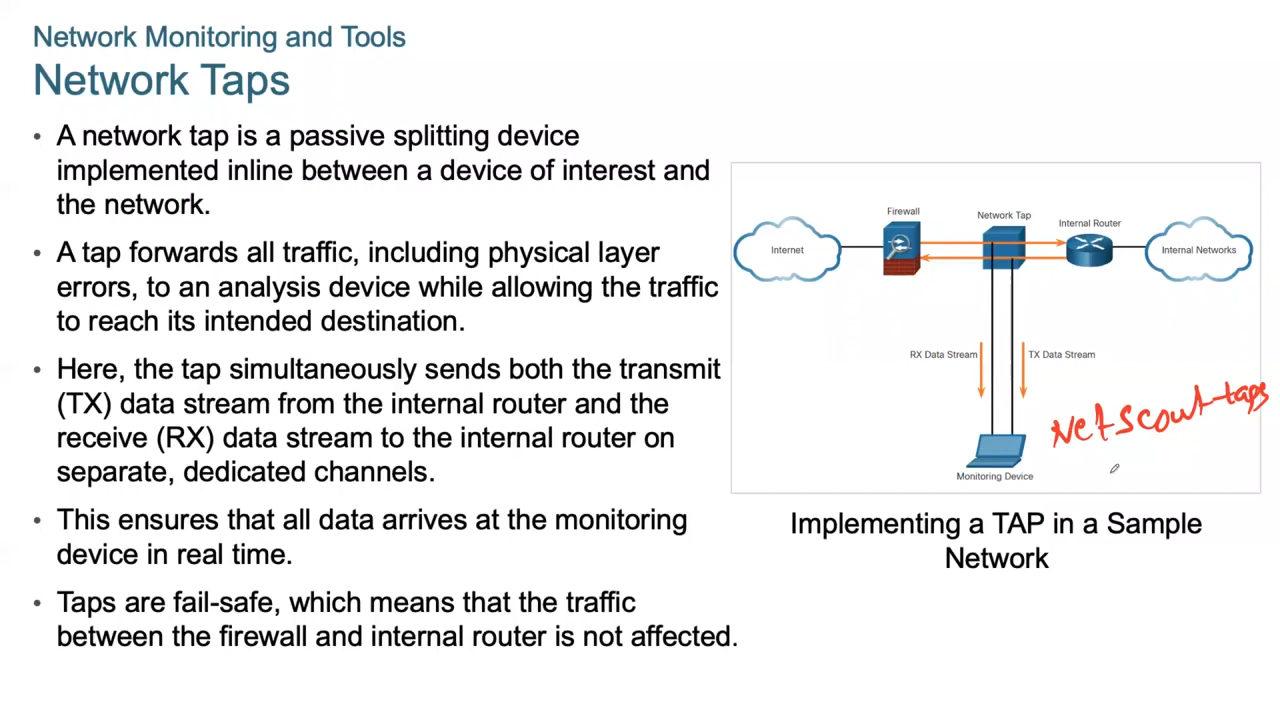 Network Monitoring and Tools
Network Taps
• A network tap is a passive splitting device
implemented inline between a device of interest and
the network.
• A tap forwards all traffic, including physical layer
errors, to an analysis device while allowing the traffic
to reach its intended destination.
• Here, the tap simultaneously sends both the transmit
(TX) data stream from the internal router and the
receive (RX) data stream to the internal router on
separate, dedicated channels.
• This ensures that all data arrives at the monitoring
device in real time.
• Taps are fail-safe, which means that the traffic
between the firewall and internal router is not affected.
Firewall
Network Tap
Internal Router
Internet
Internal Networks
RX Data Stream
TX Data Stream
Netscout-taps
Monitoring Device
Implementing a TAP in a Sample
Network